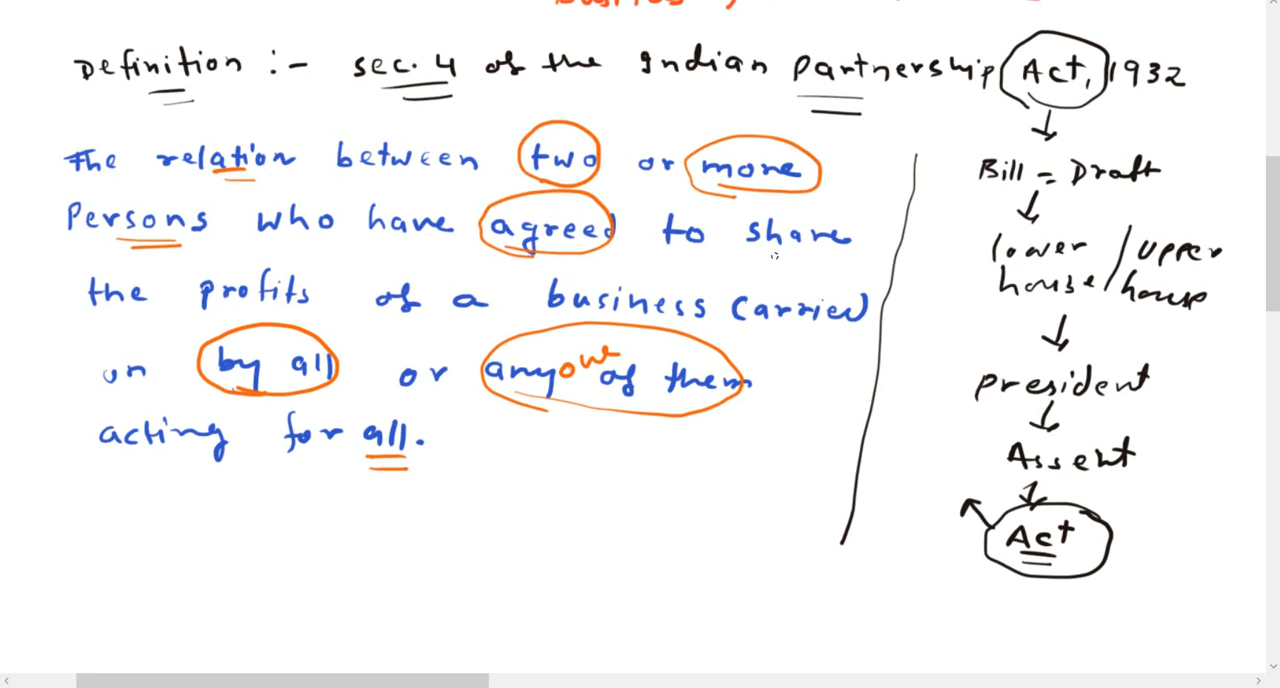 Definition :- sec. 4 of the Indian Partnership Act, 1932
The relation between two or more
Persons who have agreed to share
the profits of a business carried
on by all or anyone of them
acting for all.
↓
Bill = Draft
↓
lower / upper
house / house
↓
president
↓
Assent
↓
Act